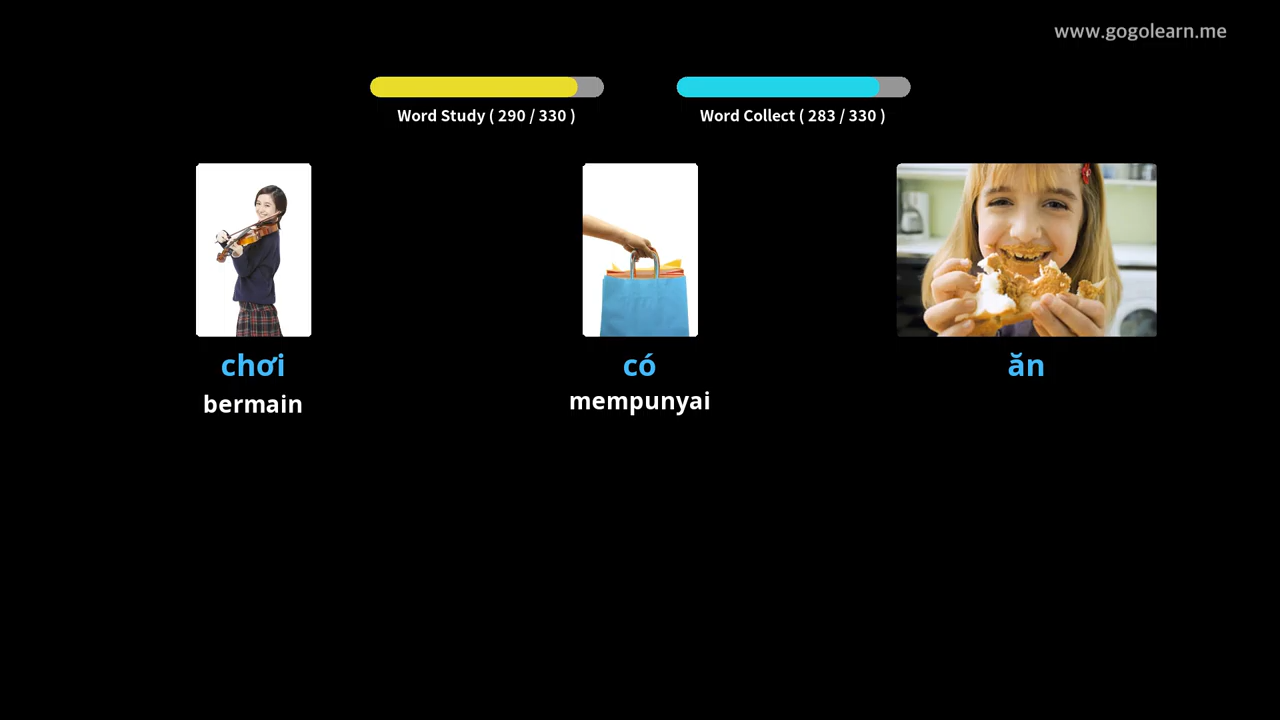 www.gogolearn.me
Word Study ( 290 / 330 )
Word Collect ( 283 / 330 )
chơi
bermain
có
mempunyai
ăn